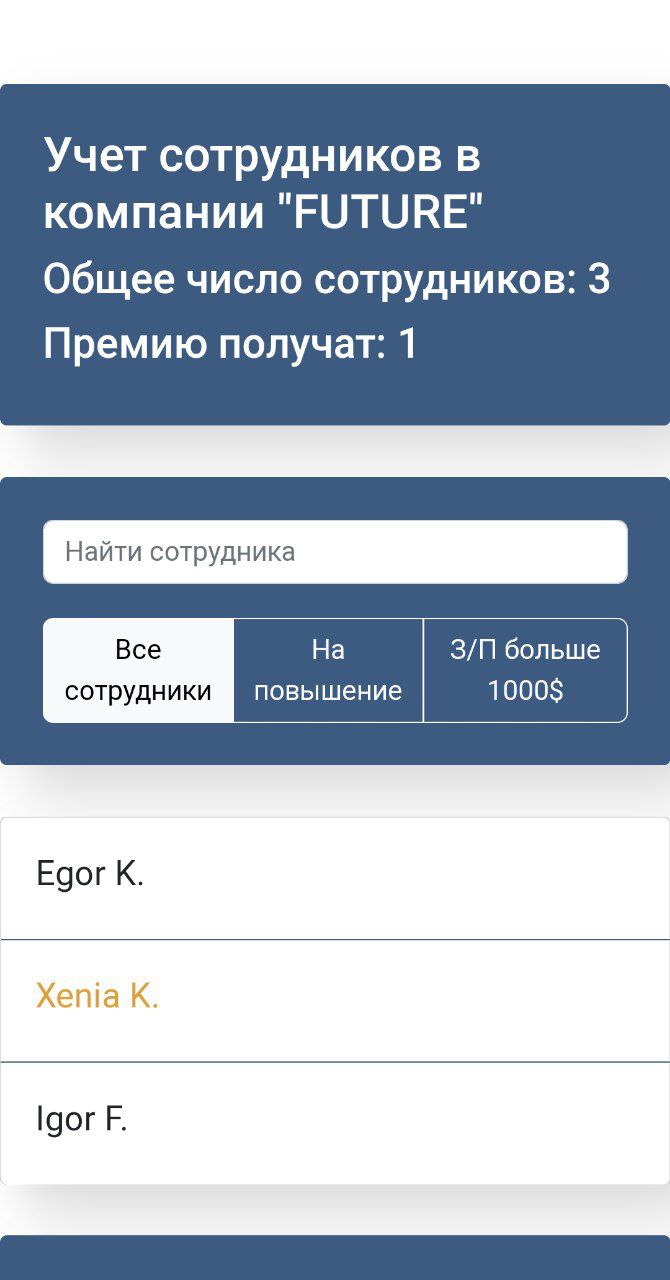 Учет сотрудников в
компании "FUTURE"
Общее число сотрудников: 3
Премию получат: 1
Найти сотрудника
Все
сотрудники
На
повышение
З/П больше
1000$
Egor K.
Xenia K.
Igor F.